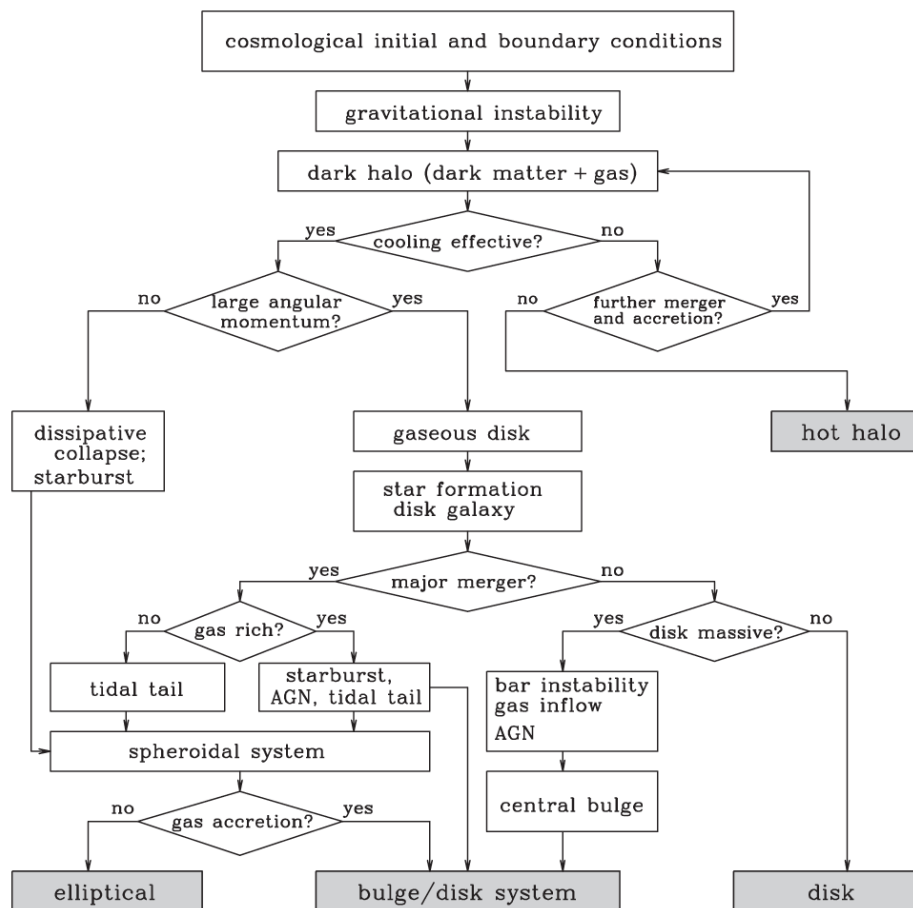 cosmological initial and boundary conditions
gravitational instability
dark halo (dark matter + gas)
yes
cooling effective?
no
no
large angular
momentum?
yes
no
further merger
and accretion?
yes
dissipative
collapse;
starburst
gaseous disk
hot halo
star formation
disk galaxy
yes
major merger?
no
no
gas rich?
yes
yes
disk massive?
no
tidal tail
starburst,
AGN, tidal tail
bar instability
gas inflow
AGN
spheroidal system
central bulge
no
gas accretion?
yes
elliptical
bulge/disk system
disk